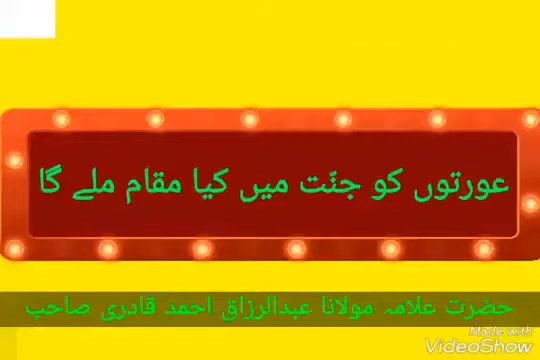 عورتوں کو جنّت میں کیا مقام ملے گا
حضرت علامہ مولانا عبدالرزاق احمد قادری صاحب
Made with
VideoShow